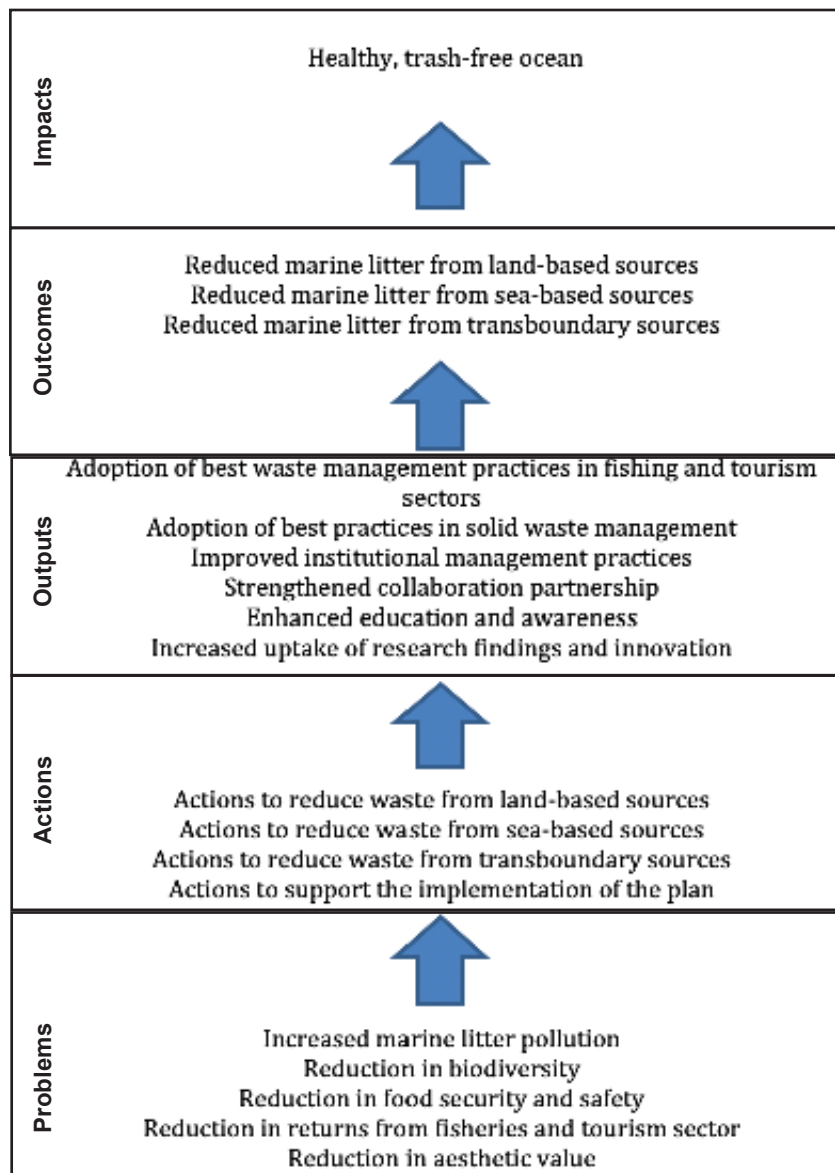 Impacts
Healthy, trash-free ocean
Outcomes
Reduced marine litter from land-based sources
Reduced marine litter from sea-based sources
Reduced marine litter from transboundary sources
Outputs
Adoption of best waste management practices in fishing and tourism
sectors
Adoption of best practices in solid waste management
Improved institutional management practices
Strengthened collaboration partnership
Enhanced education and awareness
Increased uptake of research findings and innovation
Actions
Actions to reduce waste from land-based sources
Actions to reduce waste from sea-based sources
Actions to reduce waste from transboundary sources
Actions to support the implementation of the plan
Problems
Increased marine litter pollution
Reduction in biodiversity
Reduction in food security and safety
Reduction in returns from fisheries and tourism sector
Reduction in aesthetic value